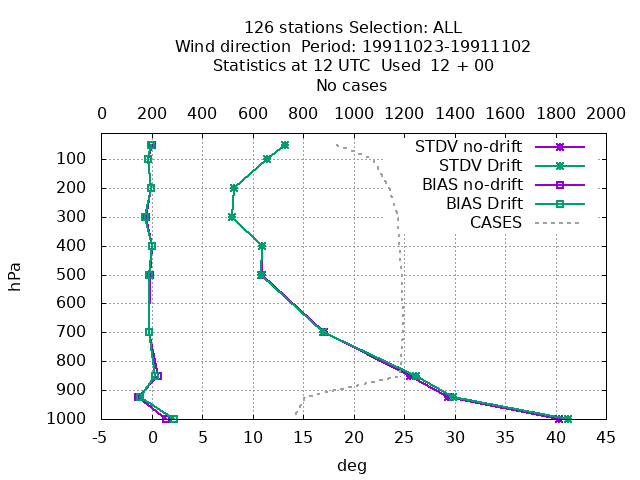 126 stations Selection: ALL
Wind direction  Period: 19911023-19911102
Statistics at 12 UTC  Used  12 + 00
No cases
0 200 400 600 800 1000 1200 1400 1600 1800 2000
STDV no-drift
STDV Drift
BIAS no-drift
BIAS Drift
CASES
100
200
300
400
500
600
700
800
900
1000
hPa
-5 0 5 10 15 20 25 30 35 40 45
deg